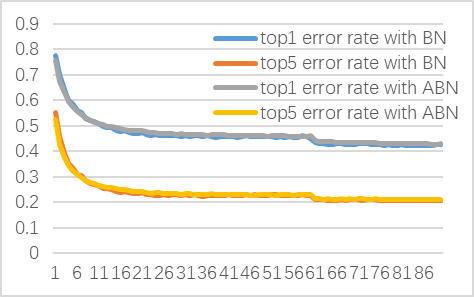 0.9
0.8
0.7
0.6
0.5
0.4
0.3
0.2
0.1
0
top1 error rate with BN
top5 error rate with BN
top1 error rate with ABN
top5 error rate with ABN
1 6 11 16 21 26 31 36 41 46 51 56 61 66 71 76 81 86